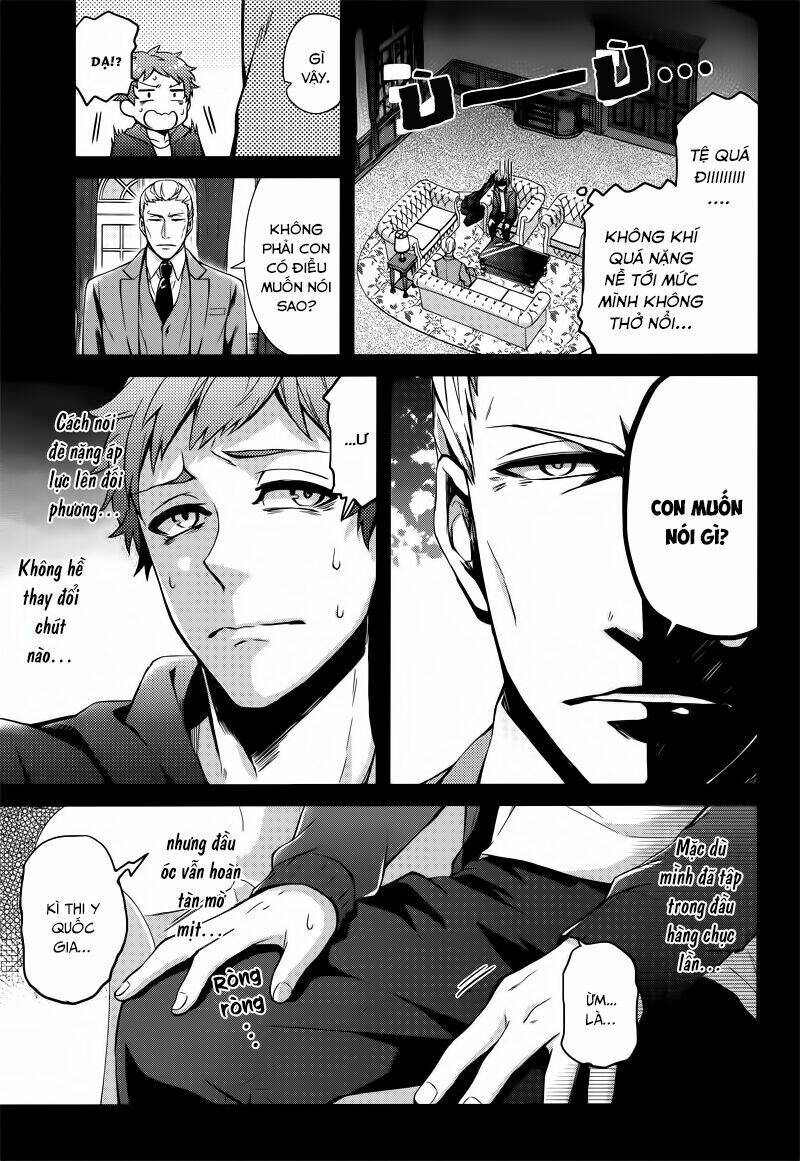 Ù——Ù...
TỆ QUÁ
ĐIIIIIIIIII
....
KHÔNG KHÍ
QUÁ NẶNG
NỀ TỚI MỨC
MÌNH KHÔNG
THỞ NỔI...
GÌ
VẬY.
DẠ!?
KHÔNG
PHẢI CON
CÓ ĐIỀU
MUỐN NÓI
SAO?
CON MUỐN
NÓI GÌ?
...Ư
Cách nói
đè nặng áp
lực lên đối
phương...
Không hề
thay đổi
chút
nào...
Mặc dù
mình đã tập
trong đầu
hàng chục
lần...
ỪM...
LÀ...
nhưng đầu
óc vẫn hoàn
tàn mờ
mịt...
Ròng
ròng
...
KÌ THI Y
QUỐC
GIA...